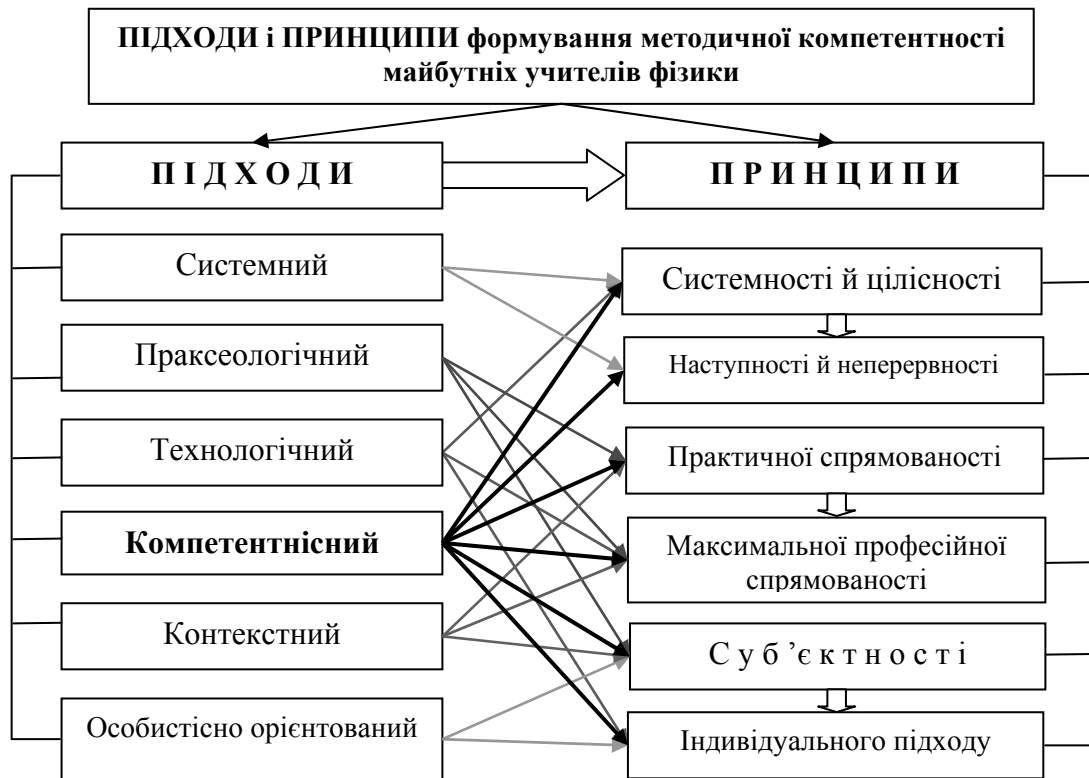 ПІДХОДИ і ПРИНЦИПИ формування методичної компетентності
майбутніх учителів фізики
П І Д Х О Д И
П Р И Н Ц И П И
Системний
Праксеологічний
Технологічний
Компетентнісний
Контекстний
Особистісно орієнтований
Системності й цілісності
Наступності й неперервності
Практичної спрямованості
Максимальної професійної
спрямованості
С у б ’є к т н о с т і
Індивідуального підходу